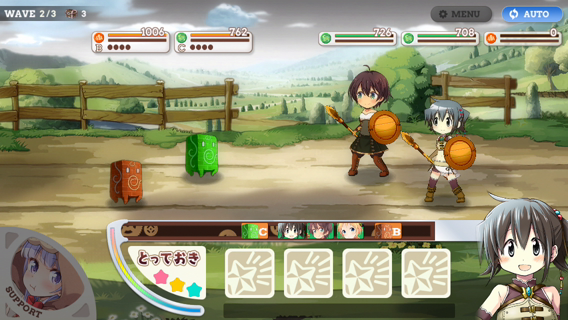 WAVE 2/3 3
MENU
AUTO
1006
B
762
C
726
708
0
C
B
とっておき
SUPPORT